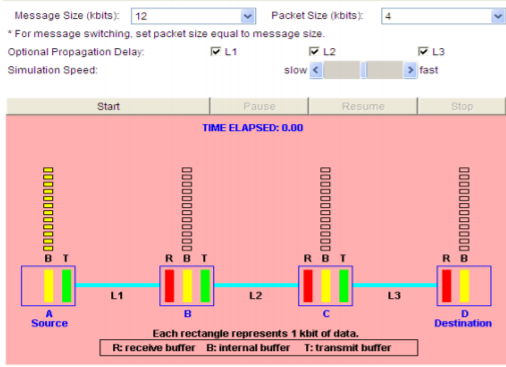 Message Size (kbits): 12 Packet Size (kbits): 4
* For message switching, set packet size equal to message size.
Optional Propagation Delay: L1 L2 L3
Simulation Speed: slow fast
Start Pause Resume Stop
TIME ELAPSED: 0.00
B T R B T R B T R B
L1 L2 L3
A B C D
Source Destination
Each rectangle represents 1 kbit of data.
R: receive buffer B: internal buffer T: transmit buffer